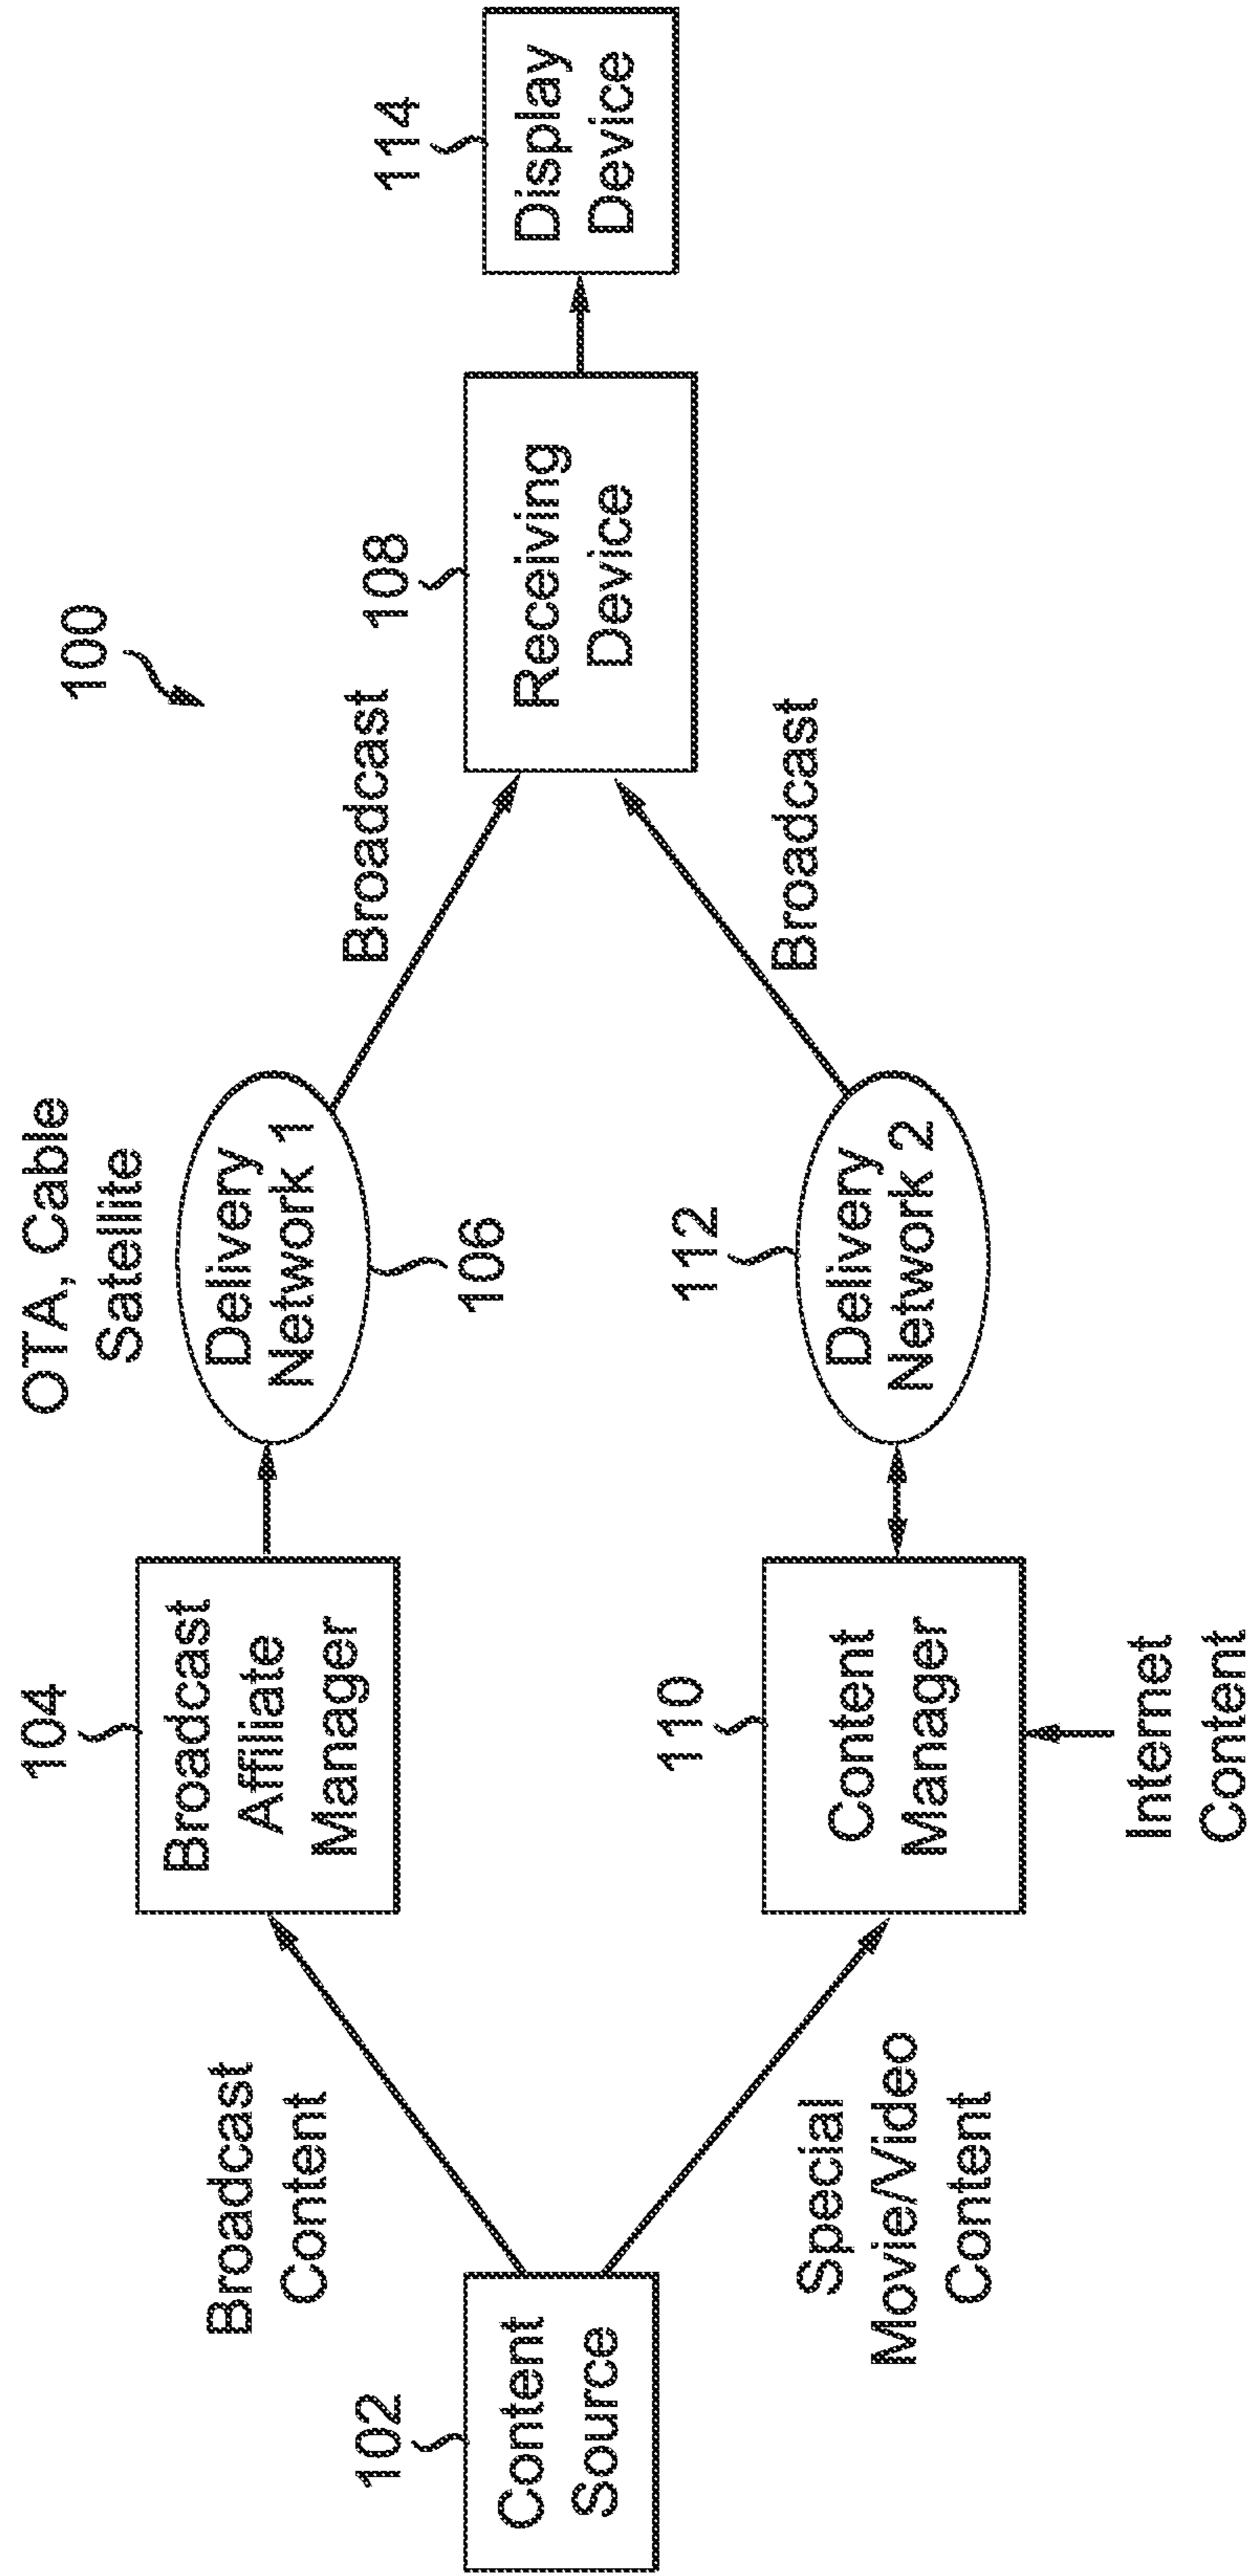 100
OTA, Cable
Satellite
104
Broadcast
Affiliate
Manager
Delivery
Network 1
106
Broadcast
Broadcast
Content
102
Content
Source
108
Receiving
Device
114
Display
Device
Special
Movie/Video
Content
110
Content
Manager
112
Delivery
Network 2
Broadcast
Internet
Content